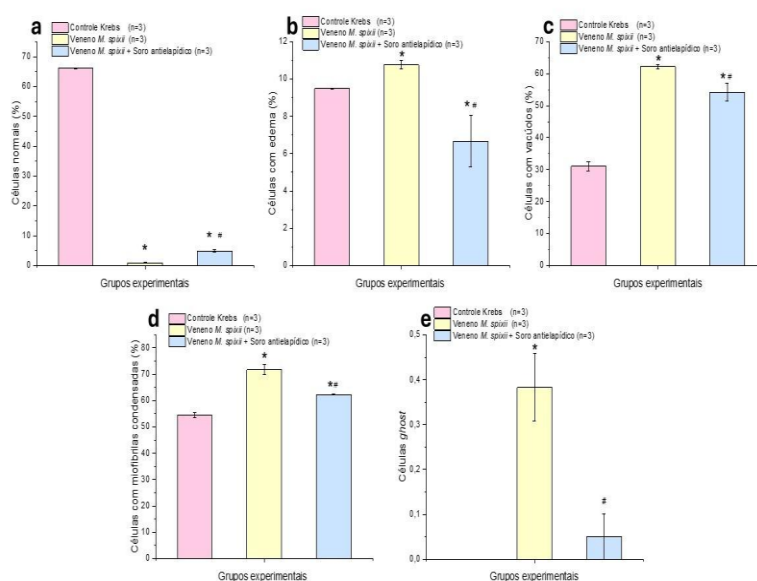 a
Controle Krebs (n=3)
Veneno M. spixii (n=3)
Veneno M. spixii + Soro antielapídico (n=3)
Células normais (%)
70
60
50
40
30
20
10
0
*
* #
Grupos experimentais
b
Controle Krebs (n=3)
Veneno M. spixii (n=3)
Veneno M. spixii + Soro antielapídico (n=3)
Células com edema (%)
12
10
8
6
4
2
0
*
* #
Grupos experimentais
c
Controle Krebs (n=3)
Veneno M. spixii (n=3)
Veneno M. spixii + Soro antielapídico (n=3)
Células com vacúolos (%)
70
60
50
40
30
20
10
0
*
*#
Grupos experimentais
d
Controle Krebs (n=3)
Veneno M. spixii (n=3)
Veneno M. spixii + Soro antielapídico (n=3)
Células com miofibrilas condensadas (%)
80
70
60
50
40
30
20
10
0
*
*#
Grupos experimentais
e
Controle Krebs (n=3)
Veneno M. spixii (n=3)
Veneno M. spixii + Soro antielapídico (n=3)
Células ghost
0,5
0,4
0,3
0,2
0,1
0,0
*
#
Grupos experimentais